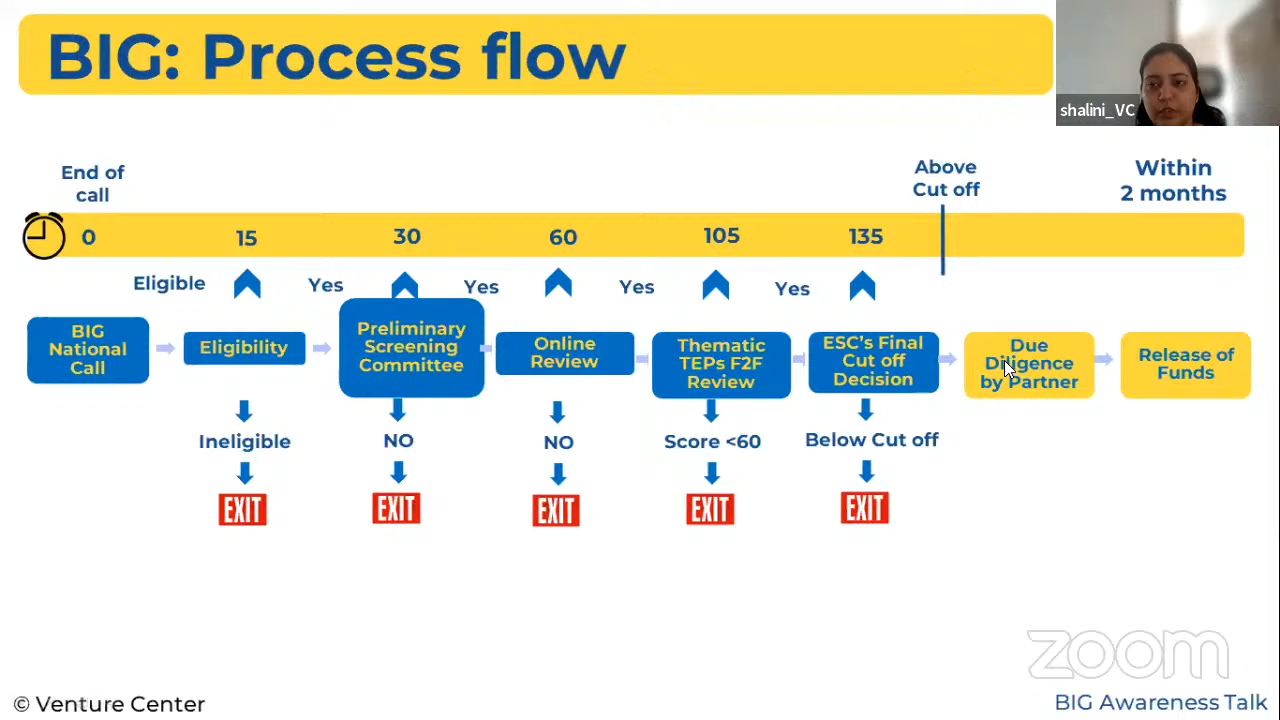 BIG: Process flow
shalini_VC
End of
call
Above
Cut off
Within
2 months
0
15
30
60
105
135
Eligible
Yes
Yes
Yes
Yes
BIG
National
Call
Eligibility
Preliminary
Screening
Committee
Online
Review
Thematic
TEPs F2F
Review
ESC's Final
Cut off
Decision
Due
Diligence
by Partner
Release of
Funds
Ineligible
NO
NO
Score <60
Below Cut off
EXIT
EXIT
EXIT
EXIT
EXIT
zoom
© Venture Center
BIG Awareness Talk